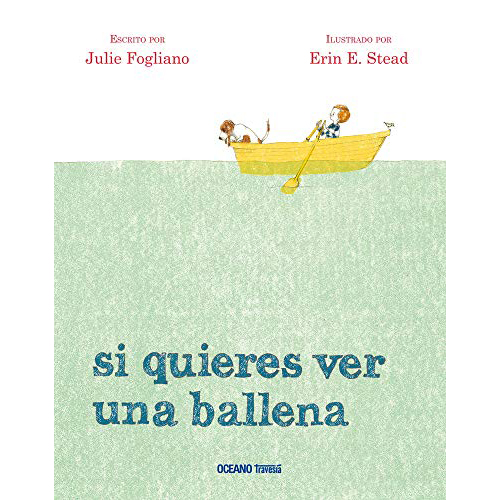 Escrito por
Julie Fogliano
Ilustrado por
Erin E. Stead
si quieres ver
una ballena
OCEANO travesía